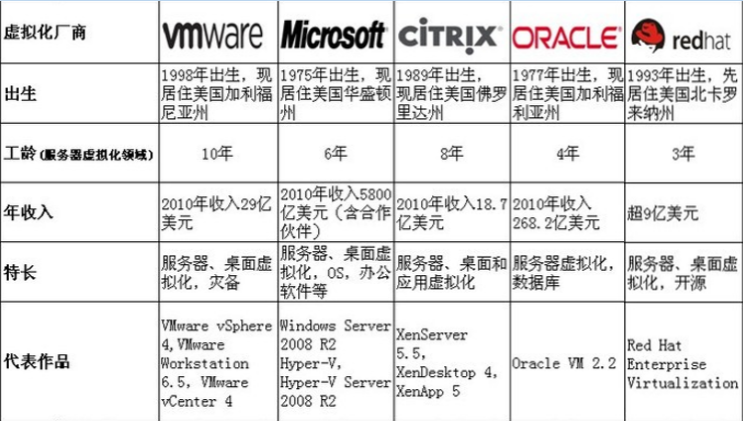 虚拟化厂商
vmware
Microsoft
CITRIX
ORACLE
redhat
出生
1998年出生,现
居住美国加利福
尼亚州
1975年出生,现
居住美国华盛顿
州
1989年出生,
现居住美国佛罗
里达州
1977年出生,现
居住美国加利福
利亚州
1993年出生,先
居住美国北卡罗
来纳州
工龄(服务器虚拟化领域)
10年
6年
8年
4年
3年
年收入
2010年收入29亿
美元
2010年收入5800
亿美元(含合作
伙伴)
2010年收入18.7
亿美元
2010年收入
268.2亿美元
超9亿美元
特长
服务器、桌面虚
拟化,灾备
服务器、桌面虚
拟化,OS,办公
软件等
服务器、桌面和
应用虚拟化
服务器虚拟化,
数据库
服务器、桌面虚
拟化,开源
代表作品
VMware vSphere
4,VMware
Workstation
6.5, VMware
vCenter 4
Windows Server
2008 R2
Hyper-V,
Hyper-V Server
2008 R2
XenServer
5.5,
XenDesktop 4,
XenApp 5
Oracle VM 2.2
Red Hat
Enterprise
Virtualization